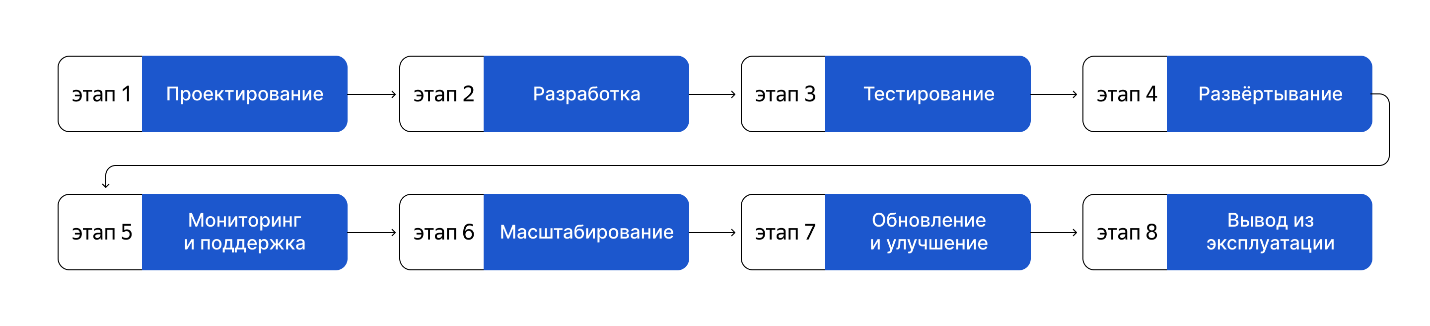 этап 1
Проектирование
этап 2
Разработка
этап 3
Тестирование
этап 4
Развёртывание
этап 5
Мониторинг
и поддержка
этап 6
Масштабирование
этап 7
Обновление
и улучшение
этап 8
Вывод из
эксплуатации